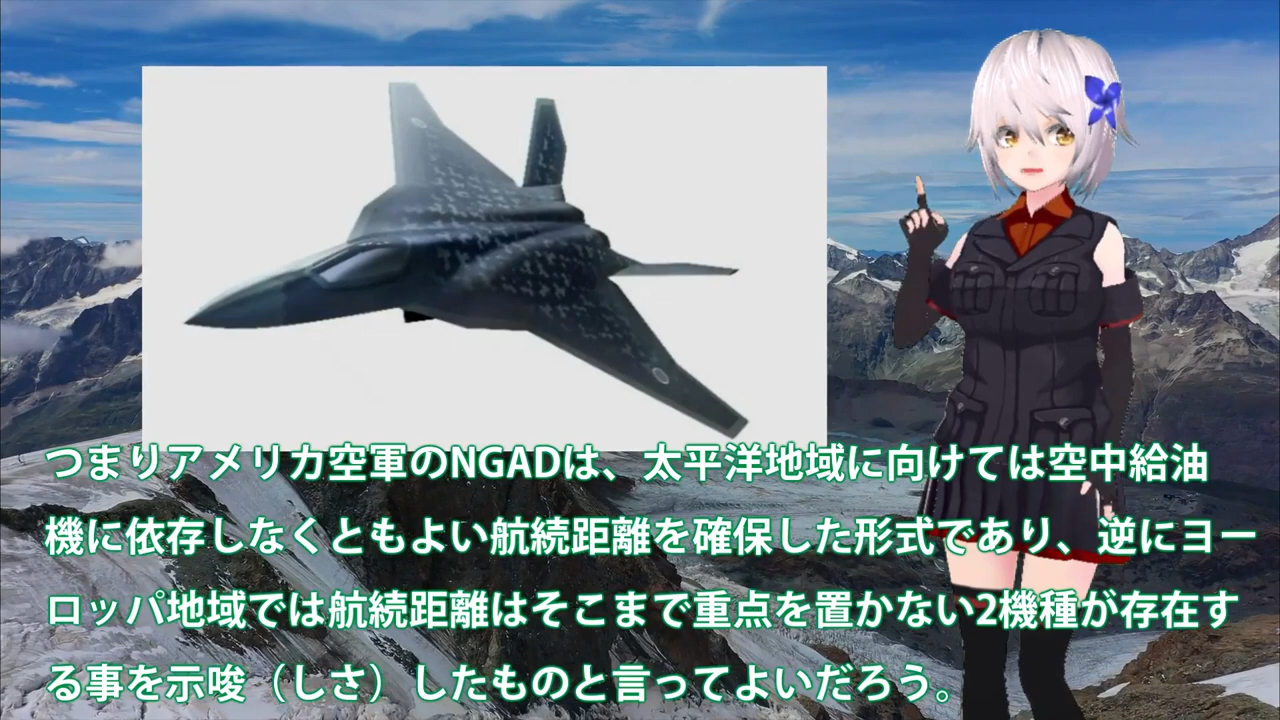 つまりアメリカ空軍のNGADは、太平洋地域に向けては空中給油
機に依存しなくともよい航続距離を確保した形式であり、逆にヨー
ロッパ地域では航続距離はそこまで重点を置かない2機種が存在す
る事を示唆（しさ）したものと言ってよいだろう。